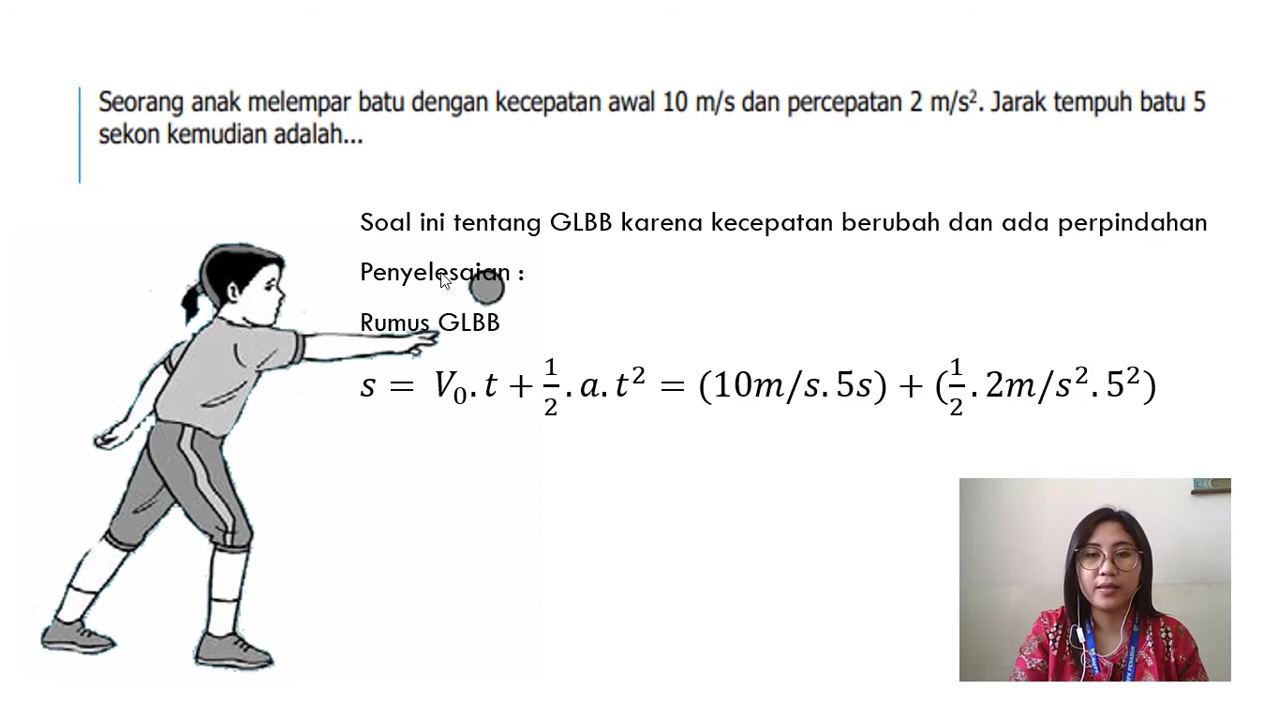 Seorang anak melempar batu dengan kecepatan awal 10 m/s dan percepatan 2 m/s². Jarak tempuh batu 5
sekon kemudian adalah...
Soal ini tentang GLBB karena kecepatan berubah dan ada perpindahan
Penyelesaian :
Rumus GLBB
s = V₀.t + 1/2 .a.t² = (10m/s.5s) + (1/2 .2m/s².5²)